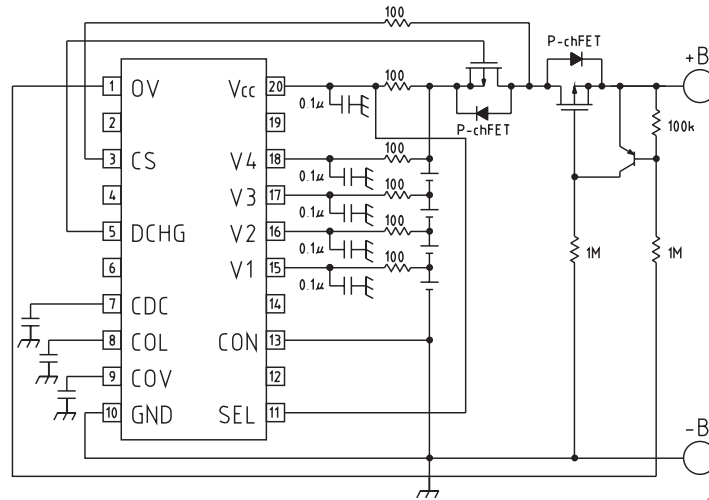 100
P-chFET
+B
1 OV Vcc 20
100
0.1μ
P-chFET
100k
2 19
3 CS V4 18
100
0.1μ
4 V3 17
100
0.1μ
5 DCHG V2 16
100
0.1μ
1M 1M
6 V1 15
100
0.1μ
7 CDC 14
8 COL CON 13
9 COV 12
10 GND SEL 11
-B